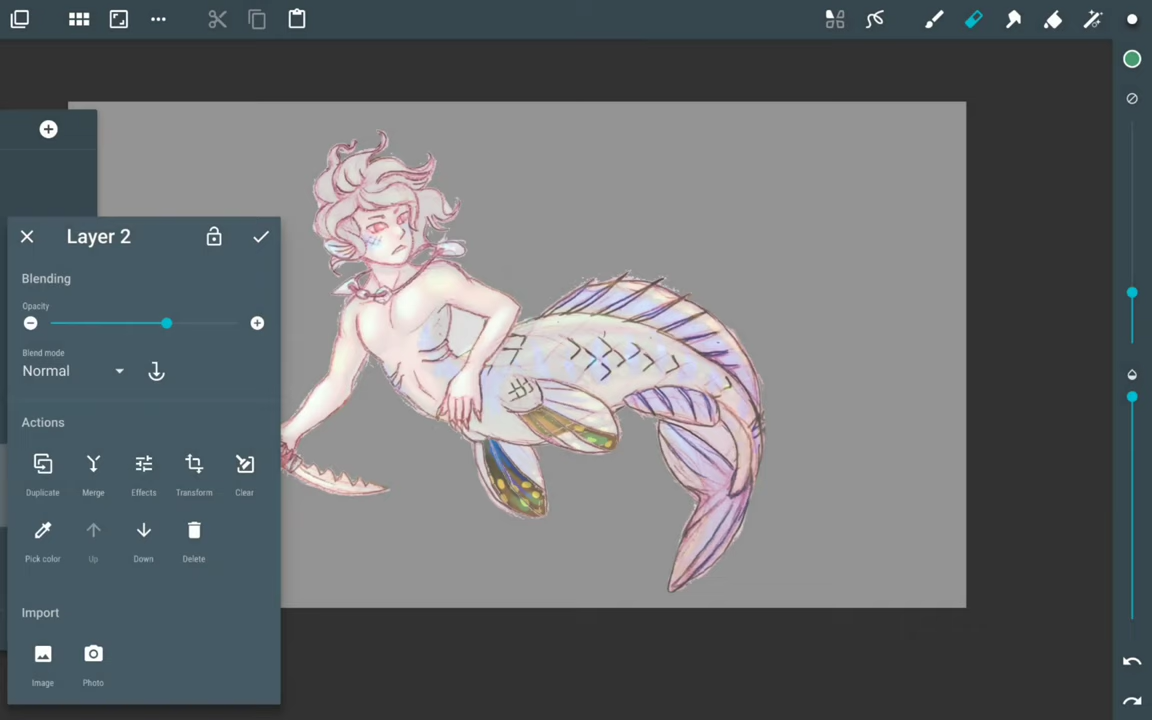 Layer 2
Blending
Opacity
Blend mode
Normal
Actions
Duplicate
Merge
Effects
Transform
Clear
Pick color
Up
Down
Delete
Import
Image
Photo